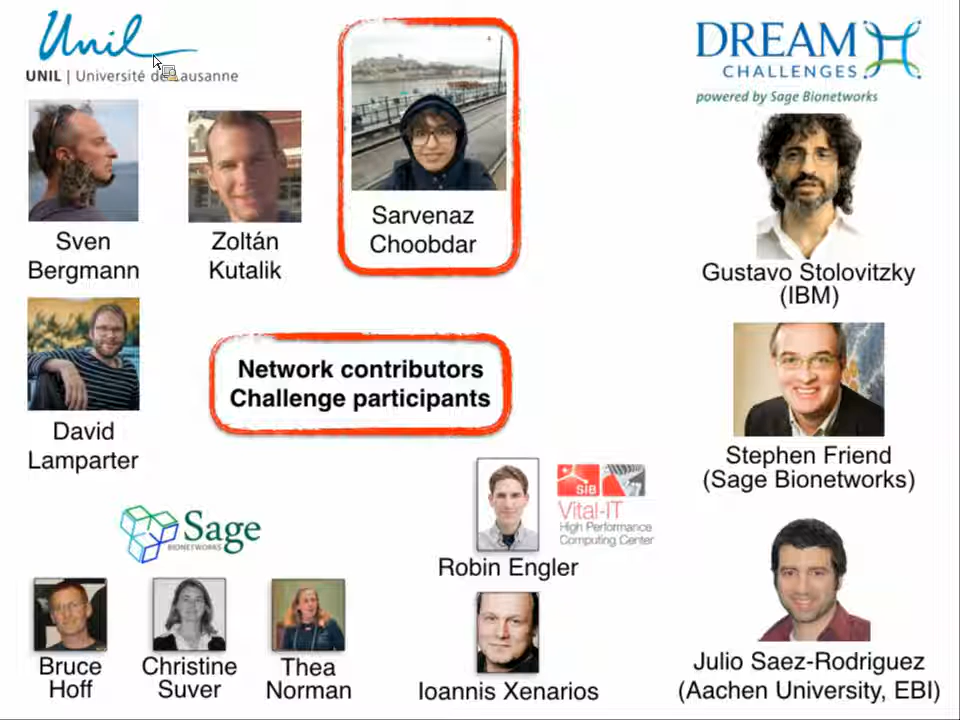 Unil
UNIL | Université de Lausanne
DREAM
CHALLENGES
powered by Sage Bionetworks
Sven
Bergmann
Zoltán
Kutalik
Sarvenaz
Choobdar
Gustavo Stolovitzky
(IBM)
David
Lamparter
Network contributors
Challenge participants
Stephen Friend
(Sage Bionetworks)
Sage
BIONETWORKS
SIB
Vital-IT
High Performance
Computing Center
Robin Engler
Bruce
Hoff
Christine
Suver
Thea
Norman
Ioannis Xenarios
Julio Saez-Rodriguez
(Aachen University, EBI)